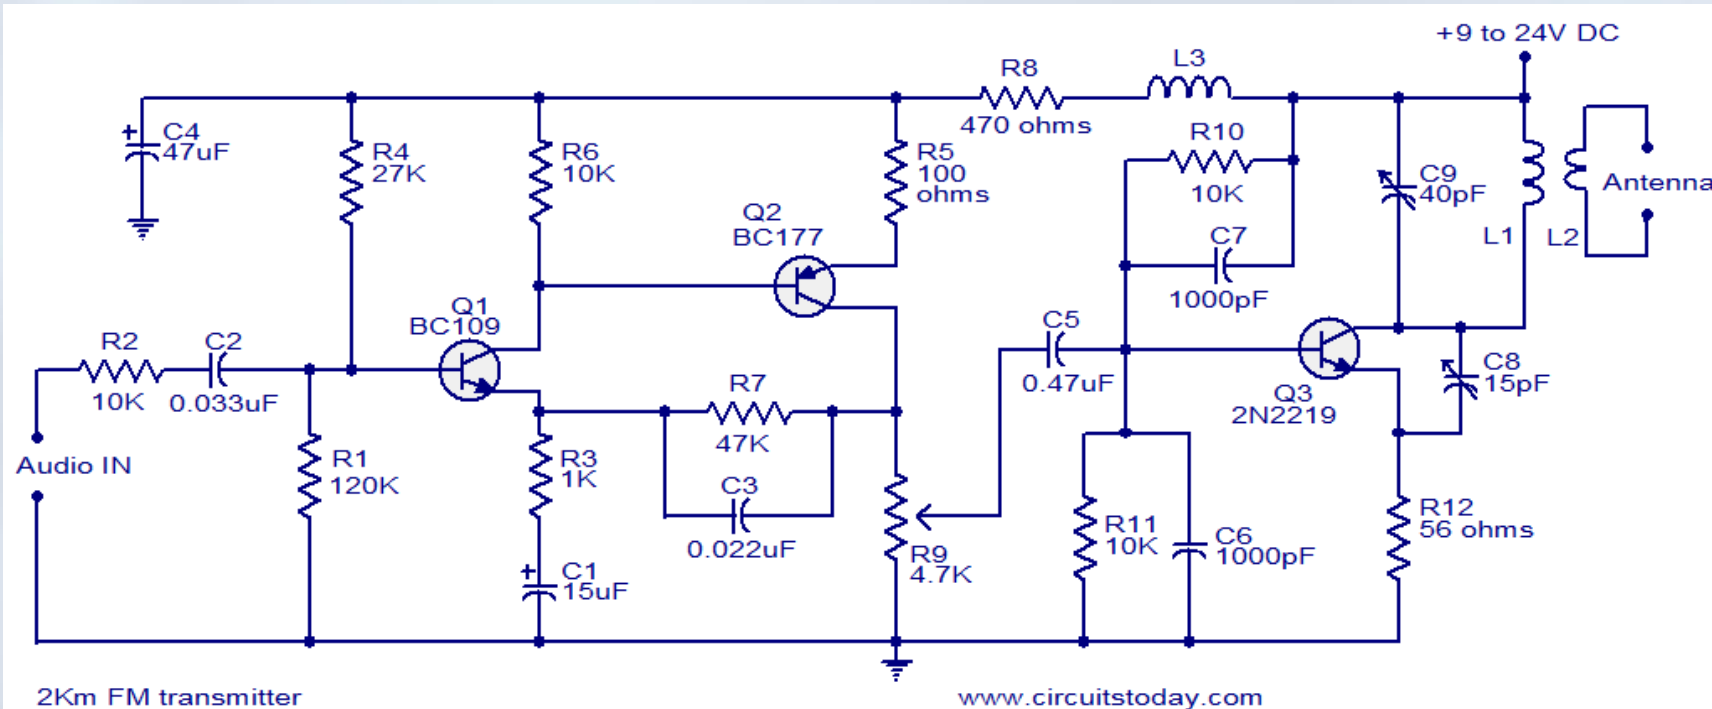 +9 to 24V DC
L3
R8
470 ohms
C4
47uF
R4
27K
R6
10K
R5
100
ohms
R10
10K
C9
40pF
Antenna
L1
L2
Q2
BC177
C7
1000pF
Q1
BC109
C5
0.47uF
Q3
2N2219
C8
15pF
R2
10K
C2
0.033uF
R7
47K
Audio IN
R1
120K
R3
1K
C3
0.022uF
R9
4.7K
R11
10K
C6
1000pF
R12
56 ohms
C1
15uF
+
+
2Km FM transmitter
www.circuitstoday.com